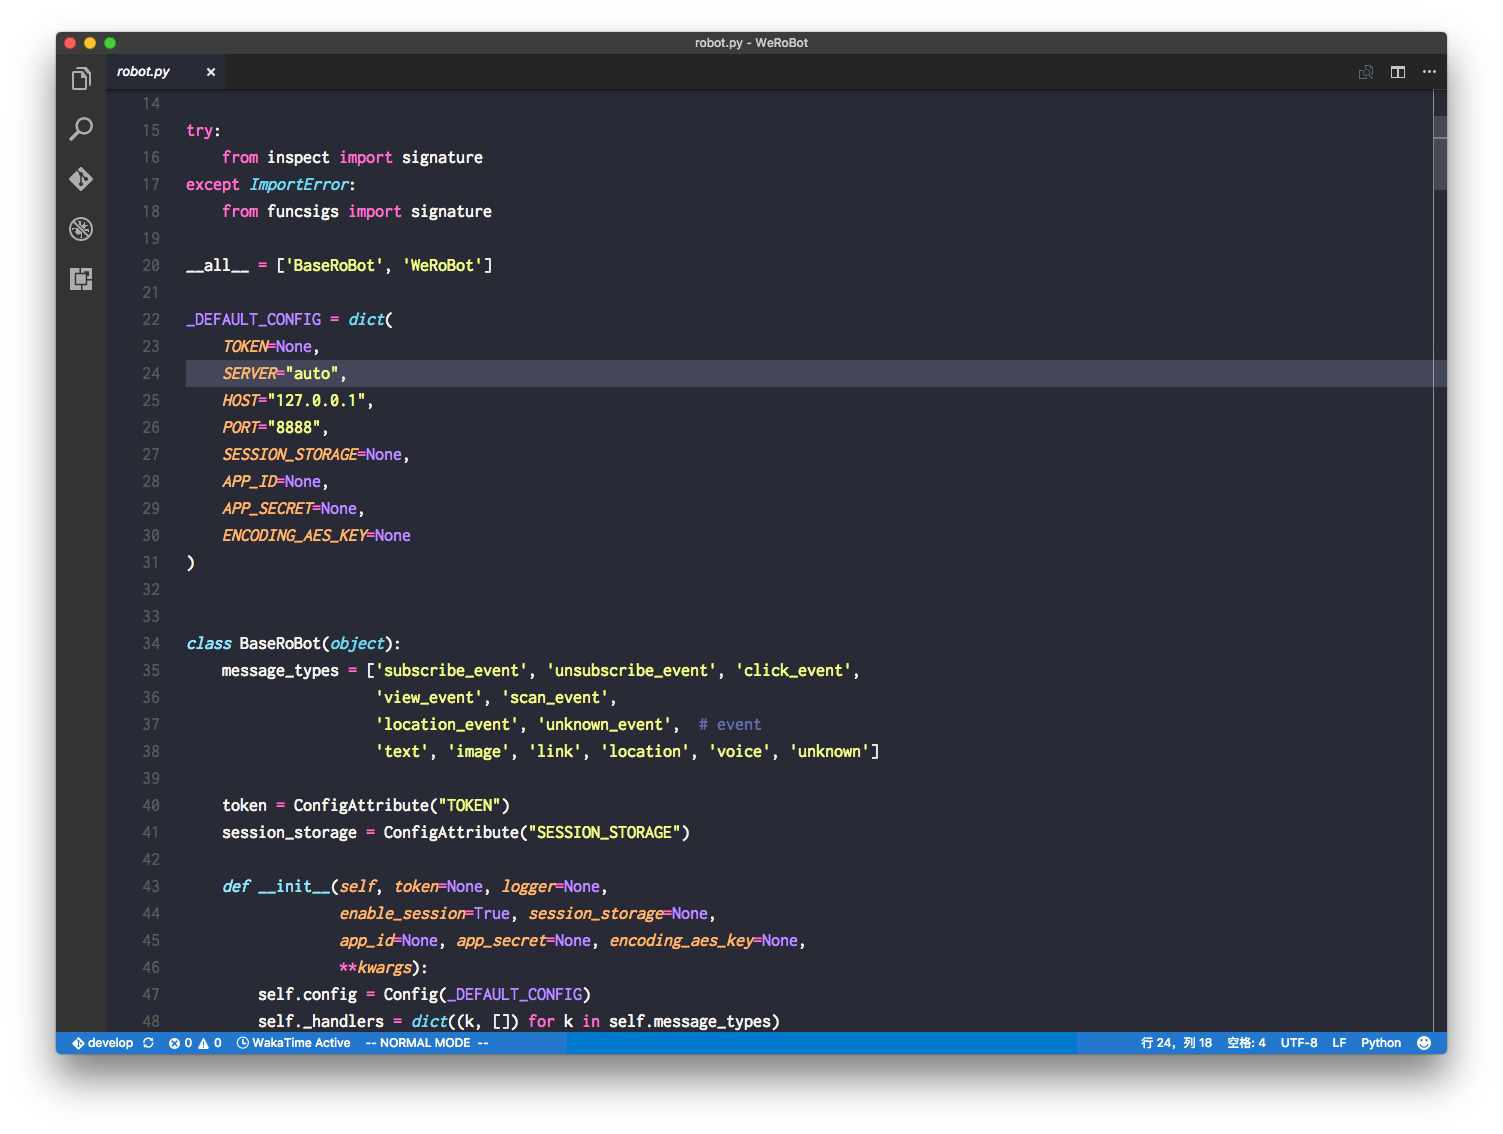 robot.py - WeRoBot
robot.py ×
14
15 try:
16     from inspect import signature
17 except ImportError:
18     from funcsigs import signature
19
20 __all__ = ['BaseRoBot', 'WeRoBot']
21
22 _DEFAULT_CONFIG = dict(
23     TOKEN=None,
24     SERVER="auto",
25     HOST="127.0.0.1",
26     PORT="8888",
27     SESSION_STORAGE=None,
28     APP_ID=None,
29     APP_SECRET=None,
30     ENCODING_AES_KEY=None
31 )
32
33
34 class BaseRoBot(object):
35     message_types = ['subscribe_event', 'unsubscribe_event', 'click_event',
36                      'view_event', 'scan_event',
37                      'location_event', 'unknown_event',  # event
38                      'text', 'image', 'link', 'location', 'voice', 'unknown']
39
40     token = ConfigAttribute("TOKEN")
41     session_storage = ConfigAttribute("SESSION_STORAGE")
42
43     def __init__(self, token=None, logger=None,
44                  enable_session=True, session_storage=None,
45                  app_id=None, app_secret=None, encoding_aes_key=None,
46                  **kwargs):
47         self.config = Config(_DEFAULT_CONFIG)
48         self._handlers = dict((k, []) for k in self.message_types)
develop 0 0 WakaTime Active -- NORMAL MODE -- 行 24，列 18 空格: 4 UTF-8 LF Python